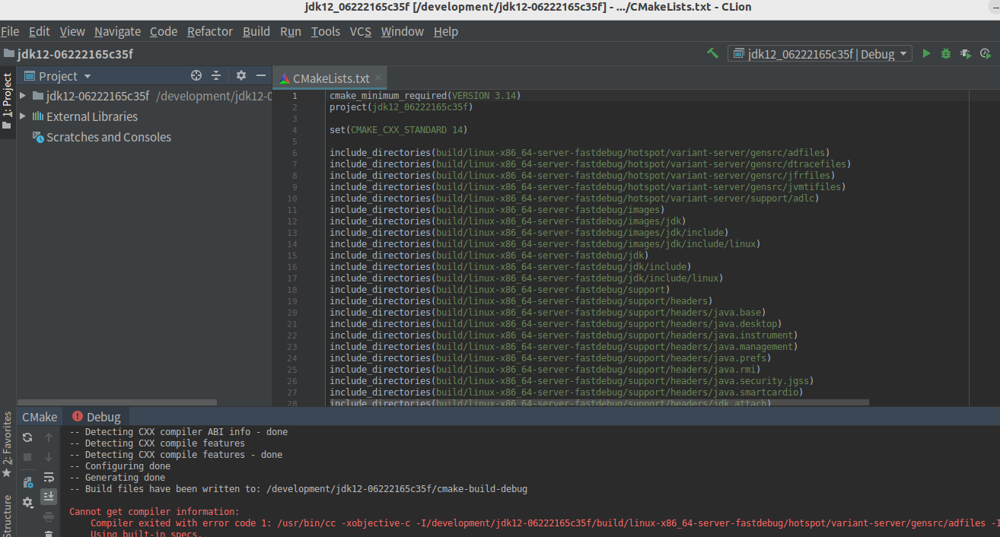 jdk12_06222165c35f [/development/jdk12-06222165c35f] - .../CMakeLists.txt - CLion
File Edit View Navigate Code Refactor Build Run Tools VCS Window Help
jdk12-06222165c35f
jdk12_06222165c35f | Debug
1: Project
Project
jdk12-06222165c35f /development/jdk12-0
External Libraries
Scratches and Consoles
CMakeLists.txt
1 cmake_minimum_required(VERSION 3.14)
2 project(jdk12_06222165c35f)
3
4 set(CMAKE_CXX_STANDARD 14)
5
6 include_directories(build/linux-x86_64-server-fastdebug/hotspot/variant-server/gensrc/adfiles)
7 include_directories(build/linux-x86_64-server-fastdebug/hotspot/variant-server/gensrc/dtracefiles)
8 include_directories(build/linux-x86_64-server-fastdebug/hotspot/variant-server/gensrc/jfrfiles)
9 include_directories(build/linux-x86_64-server-fastdebug/hotspot/variant-server/gensrc/jvmtifiles)
10 include_directories(build/linux-x86_64-server-fastdebug/hotspot/variant-server/support/adlc)
11 include_directories(build/linux-x86_64-server-fastdebug/images)
12 include_directories(build/linux-x86_64-server-fastdebug/images/jdk)
13 include_directories(build/linux-x86_64-server-fastdebug/images/jdk/include)
14 include_directories(build/linux-x86_64-server-fastdebug/images/jdk/include/linux)
15 include_directories(build/linux-x86_64-server-fastdebug/jdk)
16 include_directories(build/linux-x86_64-server-fastdebug/jdk/include)
17 include_directories(build/linux-x86_64-server-fastdebug/jdk/include/linux)
18 include_directories(build/linux-x86_64-server-fastdebug/support)
19 include_directories(build/linux-x86_64-server-fastdebug/support/headers)
20 include_directories(build/linux-x86_64-server-fastdebug/support/headers/java.base)
21 include_directories(build/linux-x86_64-server-fastdebug/support/headers/java.desktop)
22 include_directories(build/linux-x86_64-server-fastdebug/support/headers/java.instrument)
23 include_directories(build/linux-x86_64-server-fastdebug/support/headers/java.management)
24 include_directories(build/linux-x86_64-server-fastdebug/support/headers/java.prefs)
25 include_directories(build/linux-x86_64-server-fastdebug/support/headers/java.rmi)
26 include_directories(build/linux-x86_64-server-fastdebug/support/headers/java.security.jgss)
27 include_directories(build/linux-x86_64-server-fastdebug/support/headers/java.smartcardio)
28 include_directories(build/linux-x86_64-server-fastdebug/support/headers/jdk.attach)
CMake Debug
2: Favorites
Structure
-- Detecting CXX compiler ABI info - done
-- Detecting CXX compile features
-- Detecting CXX compile features - done
-- Configuring done
-- Generating done
-- Build files have been written to: /development/jdk12-06222165c35f/cmake-build-debug
Cannot get compiler information:
Compiler exited with error code 1: /usr/bin/cc -xobjective-c -I/development/jdk12-06222165c35f/build/linux-x86_64-server-fastdebug/hotspot/variant-server/gensrc/adfiles -I
Using built-in specs.